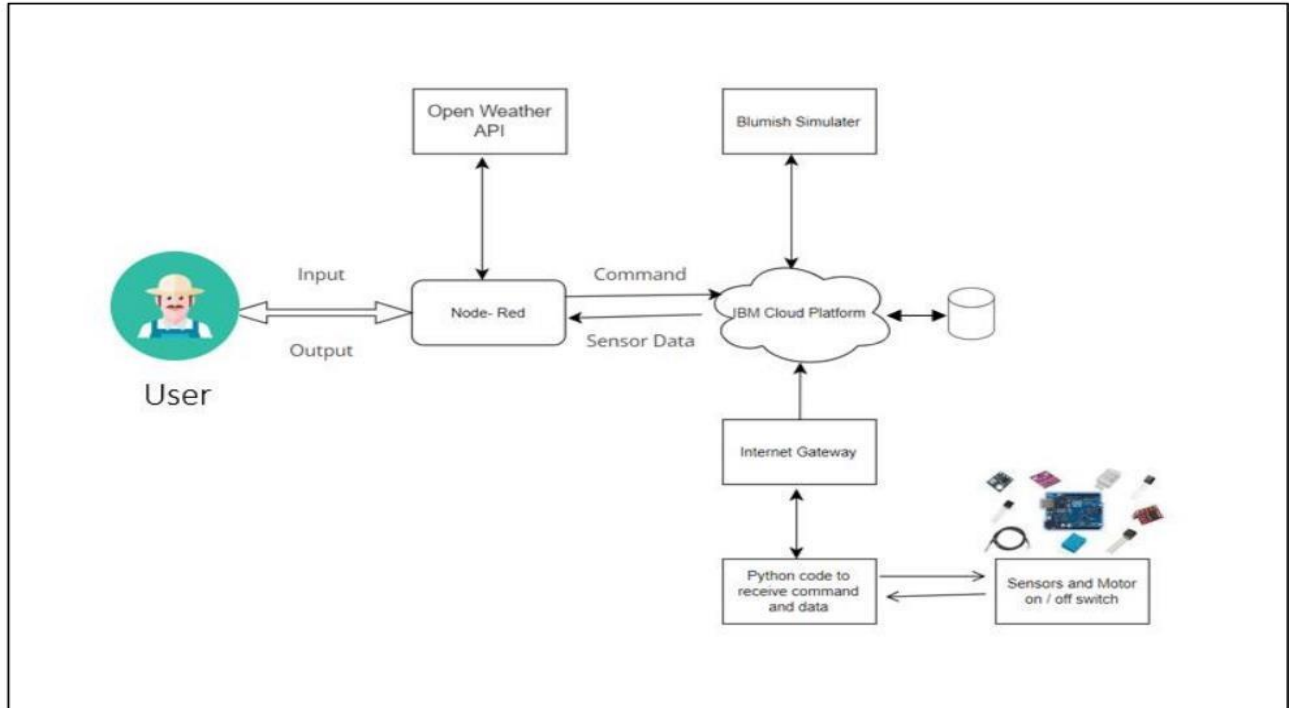 Open Weather
API
Blumish Simulater
Input
Command
Node- Red
IBM Cloud Platform
Output
Sensor Data
User
Internet Gateway
Python code to
receive command
and data
Sensors and Motor
on / off switch